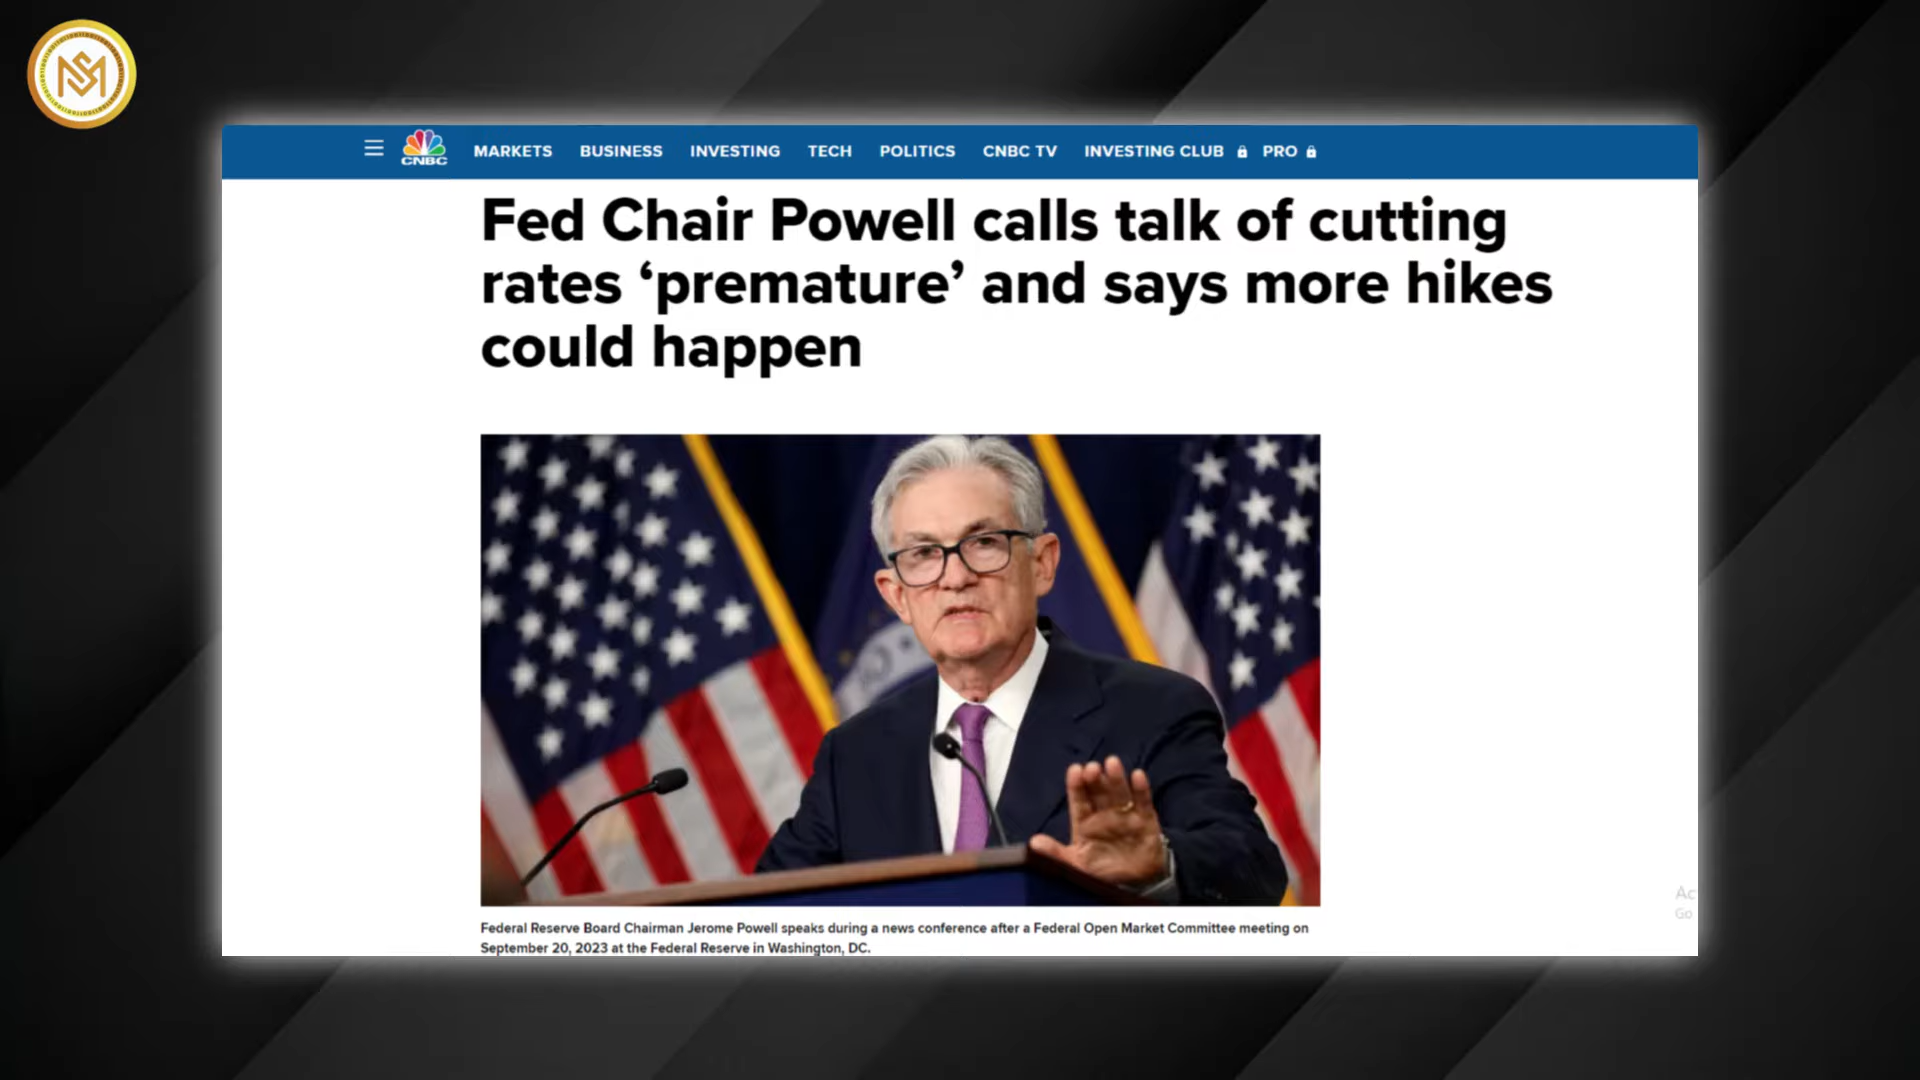 MARKETS BUSINESS INVESTING TECH POLITICS CNBC TV INVESTING CLUB PRO
CNBC
Fed Chair Powell calls talk of cutting
rates ‘premature’ and says more hikes
could happen
Federal Reserve Board Chairman Jerome Powell speaks during a news conference after a Federal Open Market Committee meeting on
September 20, 2023 at the Federal Reserve in Washington, DC.
Go